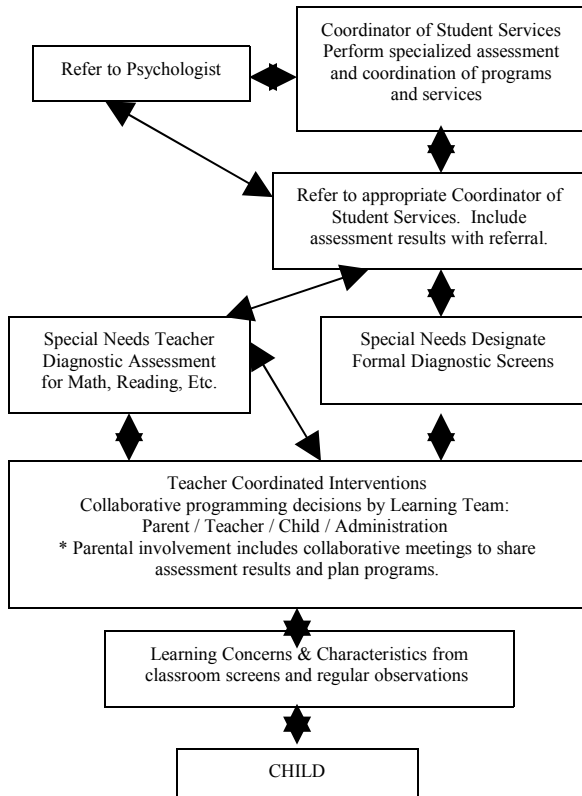 Coordinator of Student Services
Perform specialized assessment
and coordination of programs
and services
Refer to Psychologist
Refer to appropriate Coordinator of
Student Services.  Include
assessment results with referral.
Special Needs Teacher
Diagnostic Assessment
for Math, Reading, Etc.
Special Needs Designate
Formal Diagnostic Screens
Teacher Coordinated Interventions
Collaborative programming decisions by Learning Team:
Parent / Teacher / Child / Administration
* Parental involvement includes collaborative meetings to share
assessment results and plan programs.
Learning Concerns & Characteristics from
classroom screens and regular observations
CHILD